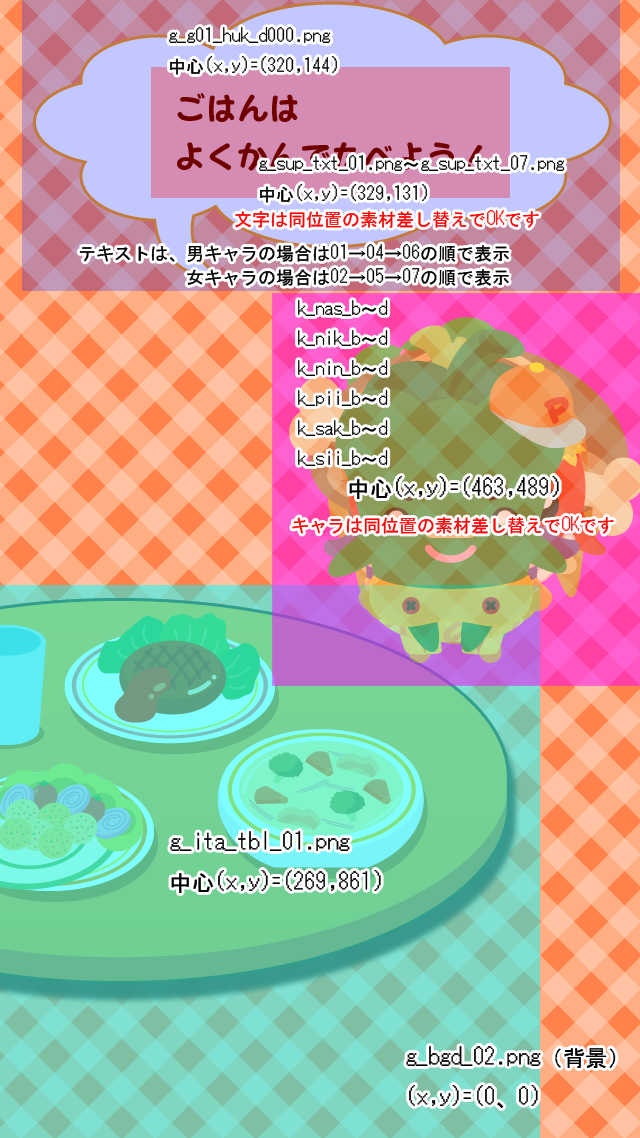 g_g01_huk_d000.png
中心(x,y)=(320,144)
ごはんは
よくかんでたべよう！
g_sup_txt_01.png～g_sup_txt_07.png
中心(x,y)=(329,131)
文字は同位置の素材差し替えでOKです
テキストは、男キャラの場合は01→04→06の順で表示
女キャラの場合は02→05→07の順で表示
k_nas_b～d
k_nik_b～d
k_nin_b～d
k_pii_b～d
k_sak_b～d
k_sii_b～d
中心(x,y)=(463,489)
キャラは同位置の素材差し替えでOKです
g_ita_tbl_01.png
中心(x,y)=(269,861)
g_bgd_02.png（背景）
(x,y)=(0、0)